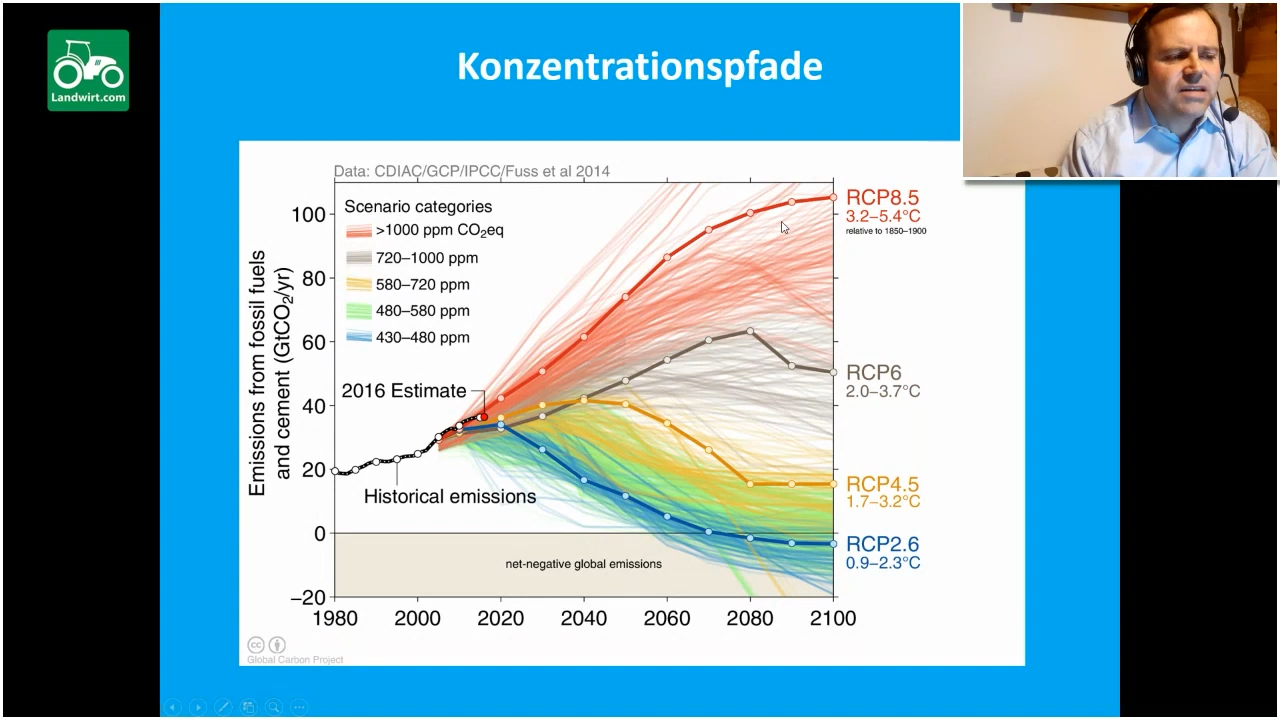 Landwirt.com
Konzentrationspfade
Data: CDIAC/GCP/IPCC/Fuss et al 2014
Emissions from fossil fuels
and cement (GtCO₂/yr)
100
80
60
40
20
0
−20
Scenario categories
>1000 ppm CO₂eq
720–1000 ppm
580–720 ppm
480–580 ppm
430–480 ppm
2016 Estimate
Historical emissions
net-negative global emissions
RCP8.5
3.2–5.4°C
relative to 1850–1900
RCP6
2.0–3.7°C
RCP4.5
1.7–3.2°C
RCP2.6
0.9–2.3°C
1980 2000 2020 2040 2060 2080 2100
cc
Global Carbon Project